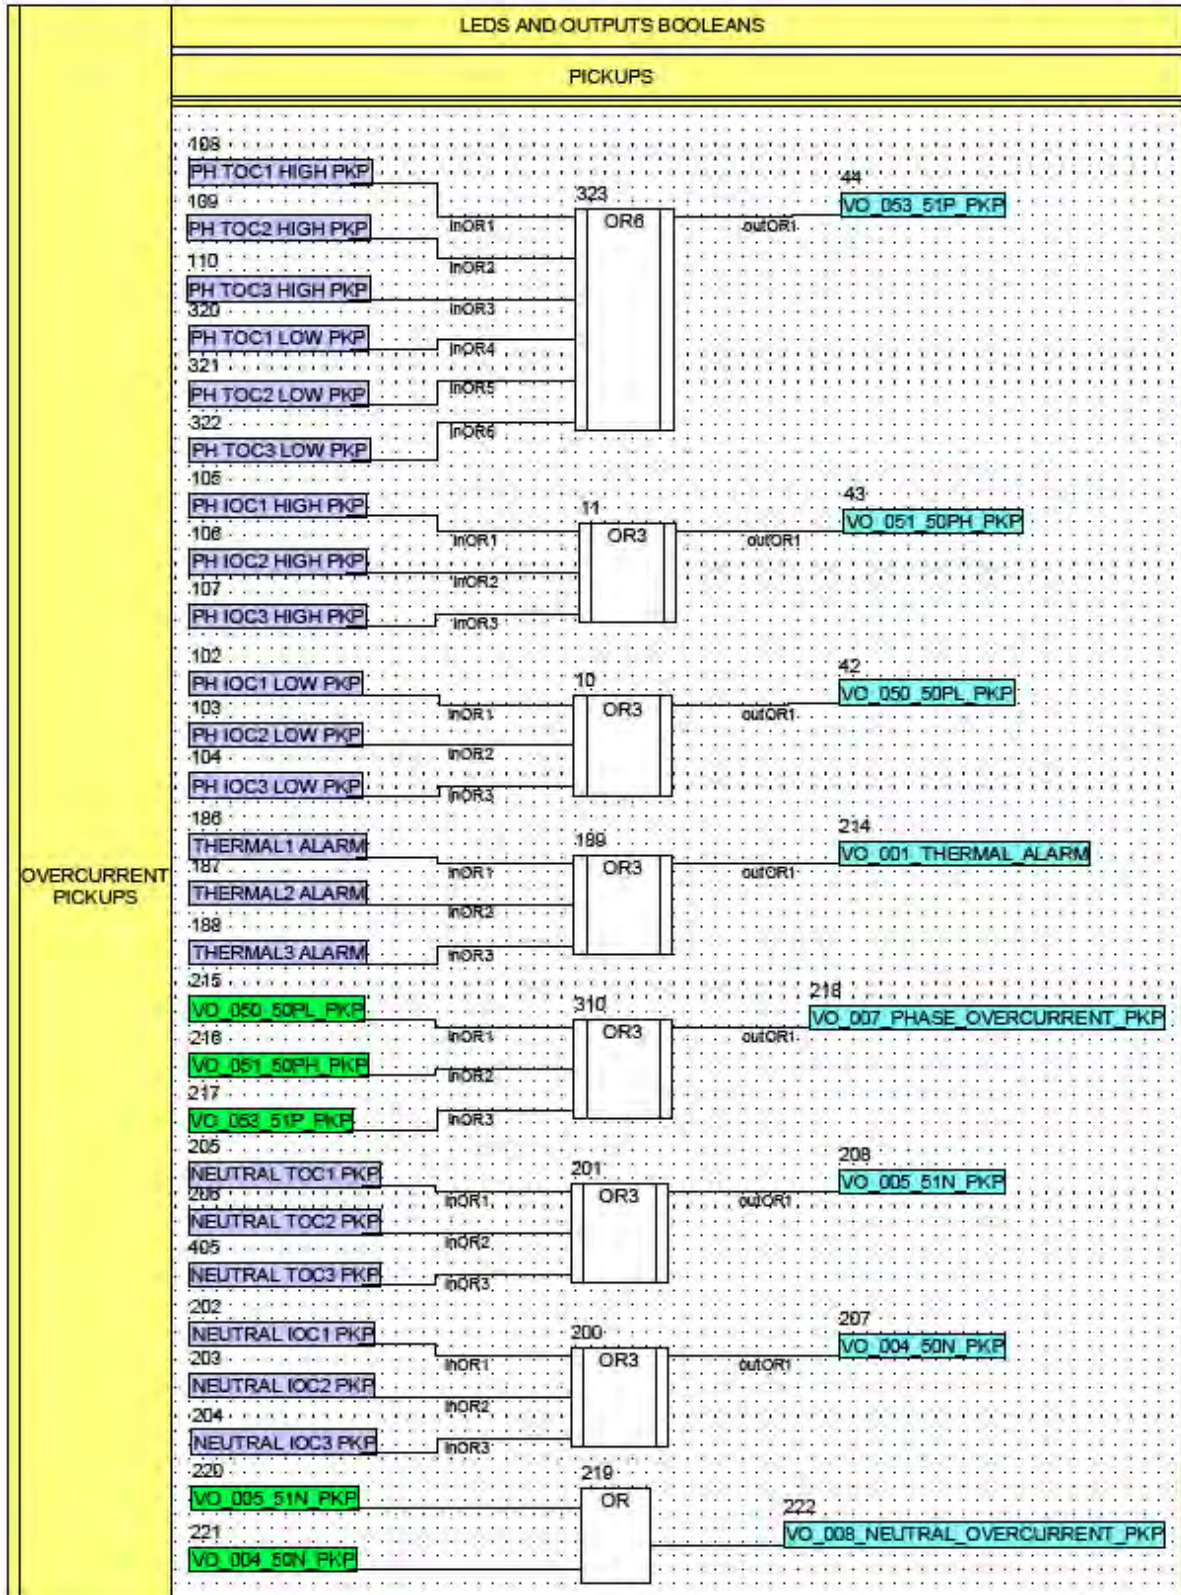 LEDS AND OUTPUTS BOOLEANS
PICKUPS
OVERCURRENT
PICKUPS
108
PH TOC1 HIGH PKP
109
PH TOC2 HIGH PKP
110
PH TOC3 HIGH PKP
320
PH TOC1 LOW PKP
321
PH TOC2 LOW PKP
322
PH TOC3 LOW PKP
inOR1
inOR2
inOR3
inOR4
inOR5
inOR6
323
OR6
outOR1
44
VO_053_51P_PKP
105
PH IOC1 HIGH PKP
106
PH IOC2 HIGH PKP
107
PH IOC3 HIGH PKP
inOR1
inOR2
inOR3
11
OR3
outOR1
43
VO_051_50PH_PKP
102
PH IOC1 LOW PKP
103
PH IOC2 LOW PKP
104
PH IOC3 LOW PKP
inOR1
inOR2
inOR3
10
OR3
outOR1
42
VO_050_50PL_PKP
186
THERMAL1 ALARM
187
THERMAL2 ALARM
188
THERMAL3 ALARM
inOR1
inOR2
inOR3
189
OR3
outOR1
214
VO_001_THERMAL_ALARM
215
VO_050_50PL_PKP
216
VO_051_50PH_PKP
217
VO_053_51P_PKP
inOR1
inOR2
inOR3
310
OR3
outOR1
218
VO_007_PHASE_OVERCURRENT_PKP
205
NEUTRAL TOC1 PKP
206
NEUTRAL TOC2 PKP
405
NEUTRAL TOC3 PKP
inOR1
inOR2
inOR3
201
OR3
outOR1
208
VO_005_51N_PKP
202
NEUTRAL IOC1 PKP
203
NEUTRAL IOC2 PKP
204
NEUTRAL IOC3 PKP
inOR1
inOR2
inOR3
200
OR3
outOR1
207
VO_004_50N_PKP
220
VO_005_51N_PKP
221
VO_004_50N_PKP
219
OR
222
VO_008_NEUTRAL_OVERCURRENT_PKP